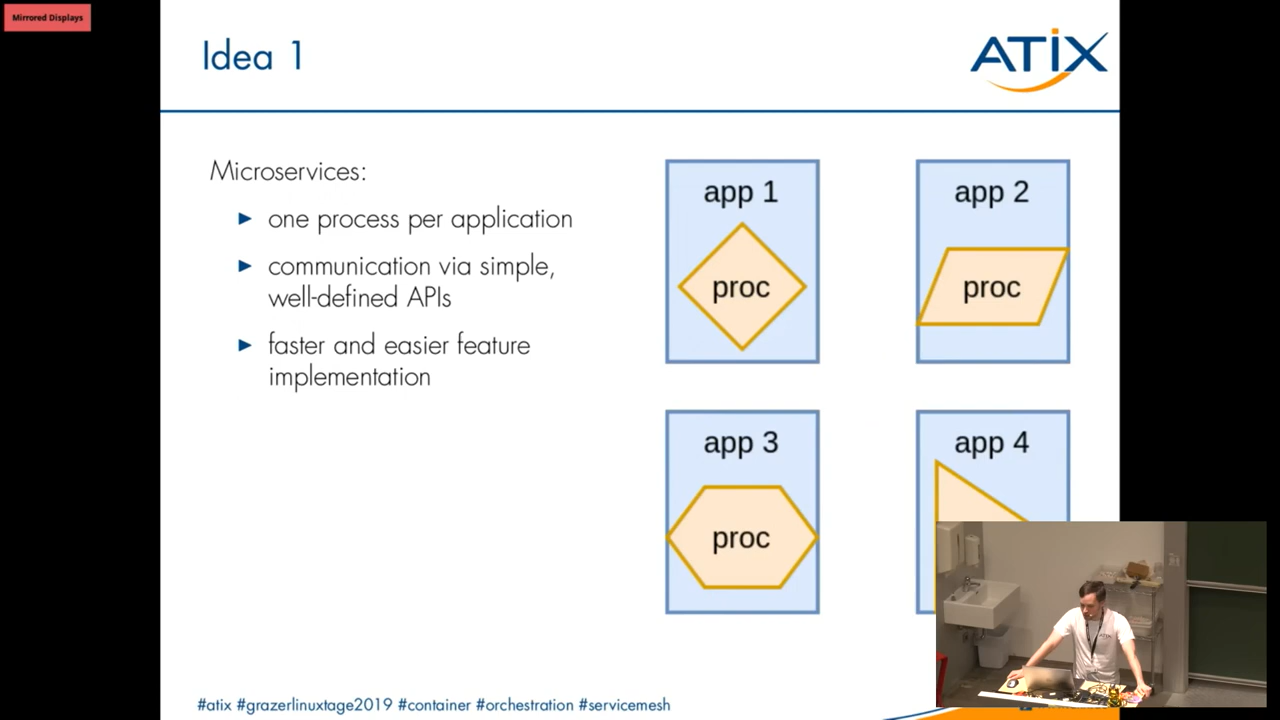 Mirrored Displays
Idea 1
ATIX
Microservices:
one process per application
communication via simple,
well-defined APIs
faster and easier feature
implementation
app 1
proc
app 2
proc
app 3
proc
app 4
#atix #grazerlinuxtage2019 #container #orchestration #servicemesh